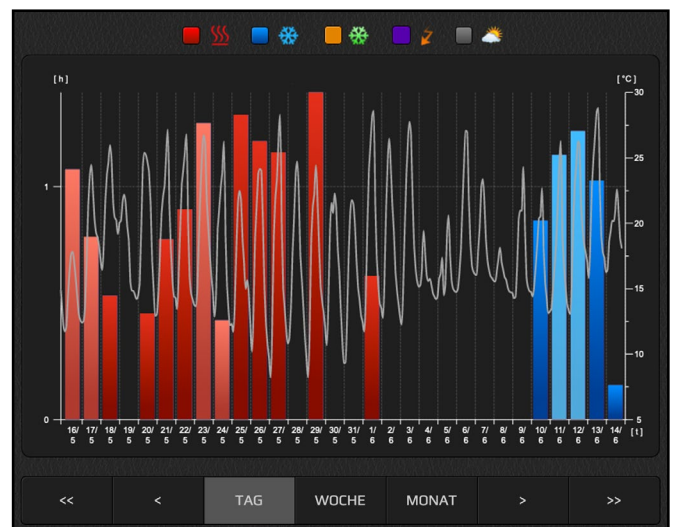 [h]
[°C]
30
25
1
20
15
10
0
5
16/ 17/ 18/ 19/ 20/ 21/ 22/ 23/ 24/ 25/ 26/ 27/ 28/ 29/ 30/ 31/ 1/ 2/ 3/ 4/ 5/ 6/ 7/ 8/ 9/ 10/ 11/ 12/ 13/ 14/ [t]
5 5 5 5 5 5 5 5 5 5 5 5 5 5 5 5 6 6 6 6 6 6 6 6 6 6 6 6 6 6
<< < TAG WOCHE MONAT > >>